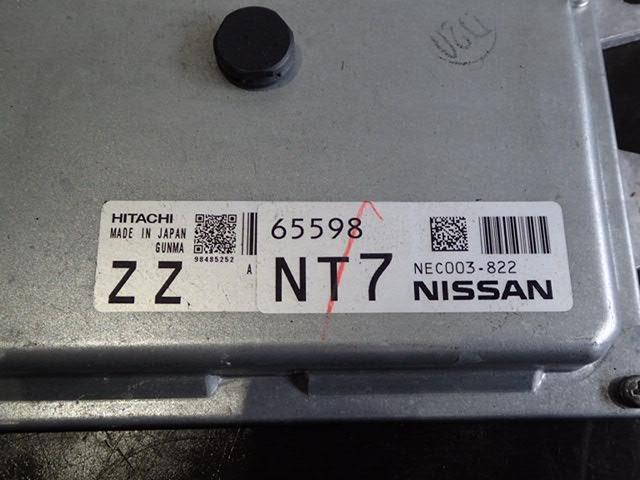 HITACHI
MADE IN JAPAN
GUNMA
98485252
ZZ
A
65598
NT7
NEC003-822
NISSAN